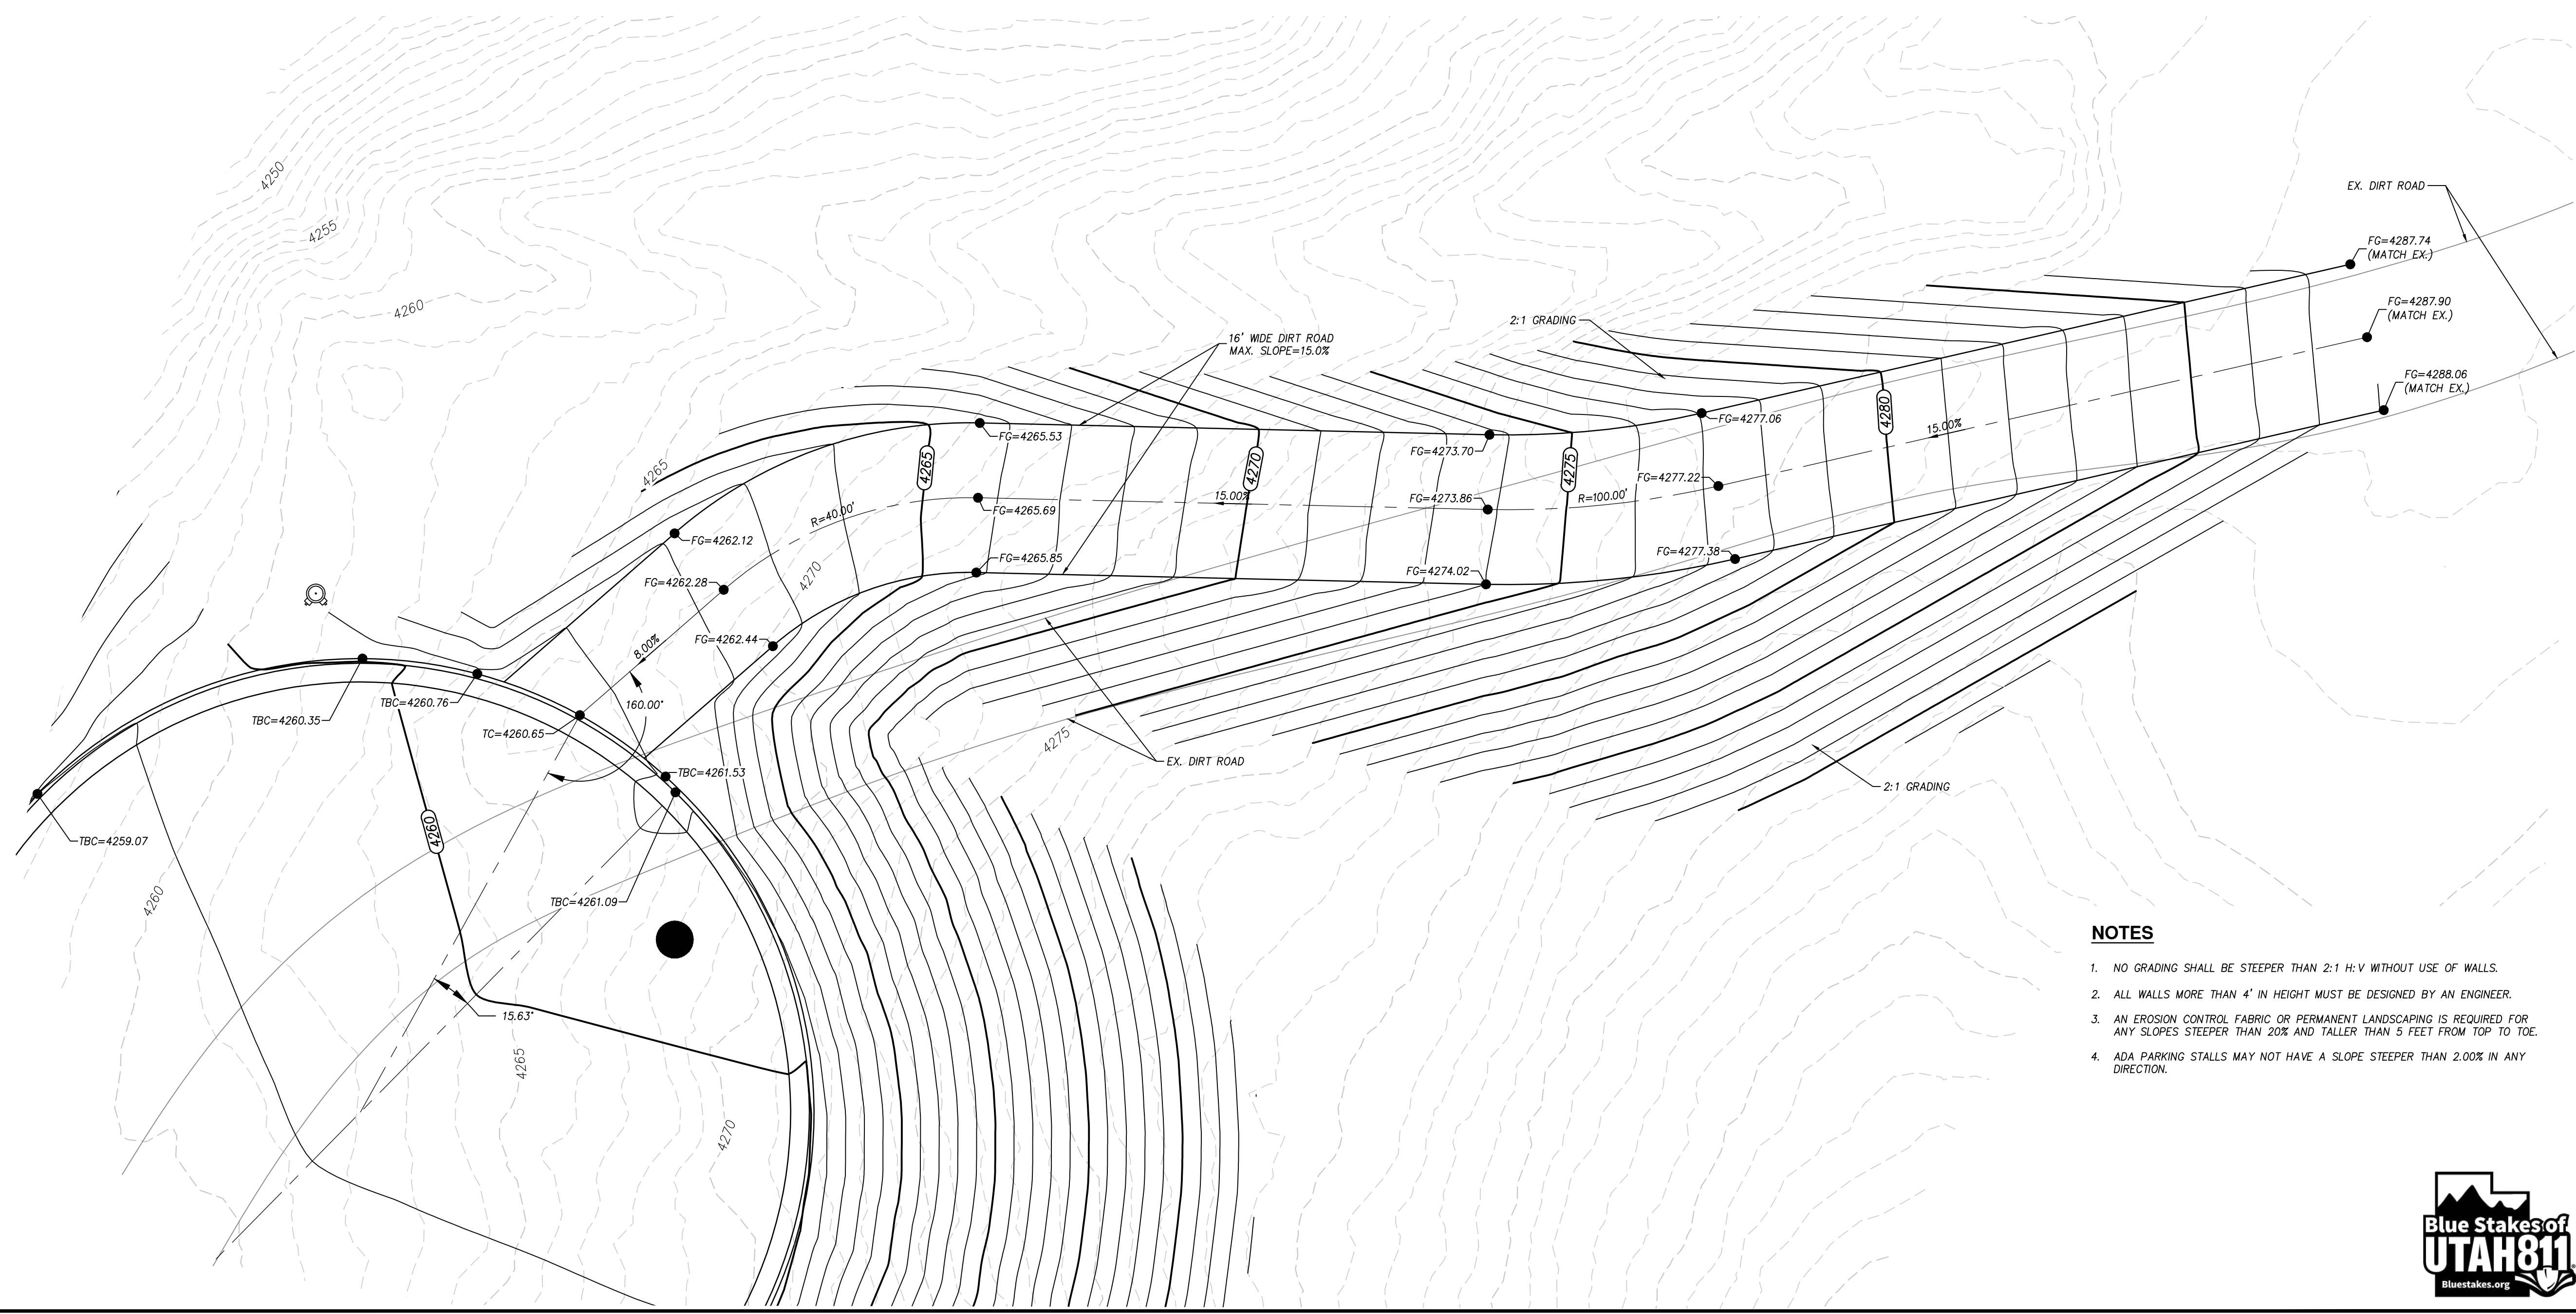 4250
4255
4260
EX. DIRT ROAD
FG=4287.74
(MATCH EX.)
FG=4287.90
(MATCH EX.)
FG=4288.06
(MATCH EX.)
2:1 GRADING
16' WIDE DIRT ROAD
MAX. SLOPE=15.0%
4265
4265
FG=4265.53
4270
FG=4273.70
4275
FG=4277.06
4280
15.00%
R=40.00'
FG=4265.69
15.00%
FG=4273.86
R=100.00'
FG=4277.22
FG=4262.12
FG=4262.28
4270
FG=4265.85
FG=4274.02
FG=4277.38
FG=4262.44
8.00%
160.00°
TBC=4260.35
TBC=4260.76
TC=4260.65
TBC=4261.53
4275
EX. DIRT ROAD
2:1 GRADING
TBC=4259.07
4260
4260
TBC=4261.09
15.63°
4265
4270
NOTES
1. NO GRADING SHALL BE STEEPER THAN 2:1 H:V WITHOUT USE OF WALLS.
2. ALL WALLS MORE THAN 4' IN HEIGHT MUST BE DESIGNED BY AN ENGINEER.
3. AN EROSION CONTROL FABRIC OR PERMANENT LANDSCAPING IS REQUIRED FOR
ANY SLOPES STEEPER THAN 20% AND TALLER THAN 5 FEET FROM TOP TO TOE.
4. ADA PARKING STALLS MAY NOT HAVE A SLOPE STEEPER THAN 2.00% IN ANY
DIRECTION.
Blue Stakes of
UTAH811®
Bluestakes.org